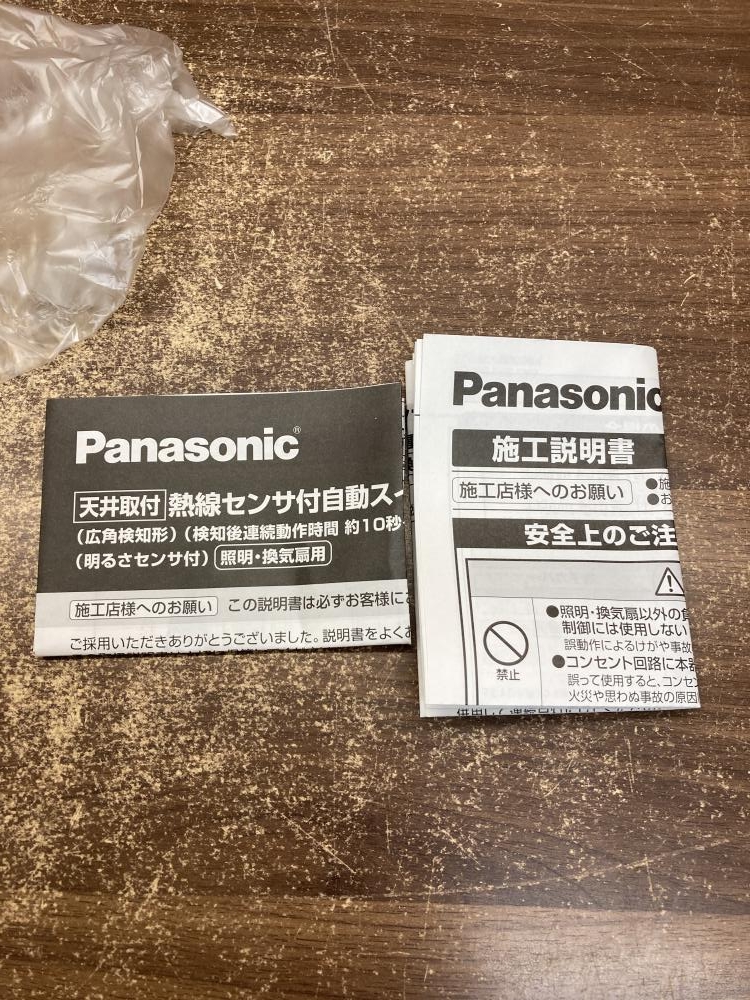 Panasonic®
天井取付 熱線センサ付自動スイ
(広角検知形)(検知後連続動作時間 約10秒
(明るさセンサ付) 照明・換気扇用
施工店様へのお願い この説明書は必ずお客様に
ご採用いただきありがとうございました。説明書をよく
Panasonic
施工説明書
施工店様へのお願い
●施
●お
安全上のご注
●照明・換気扇以外の負
制御には使用しない
誤動作によるけがや事故
禁止
●コンセント回路に本器
誤って使用すると、コンセ
火災や思わぬ事故の原因